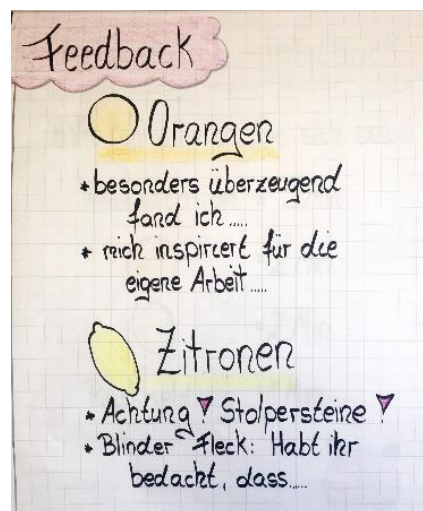 Feedback
Orangen
* besonders überzeugend
fand ich.....
* mich inspiriert für die
eigene Arbeit.....
Zitronen
* Achtung! Stolpersteine!
* Blinder Fleck: Habt ihr
bedacht, dass.....